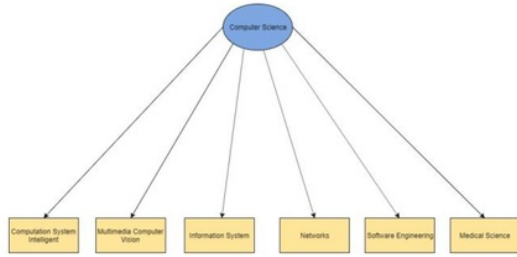 Computer Science
Computation System
Intelligent
Multimedia Computer
Vision
Information System
Networks
Software Engineering
Medical Science